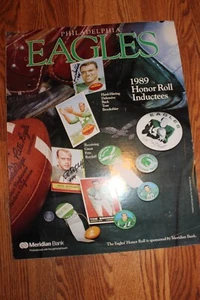 PHILADELPHIA
EAGLES
1989
Honor Roll
Inductees
Hard-Hitting
Defensive
Back
Tom
Brookshier
Receiving
Great
Pete
Retzlaff
EAGLES
Meridian Bank
The Eagles' Honor Roll is sponsored by Meridian Bank.